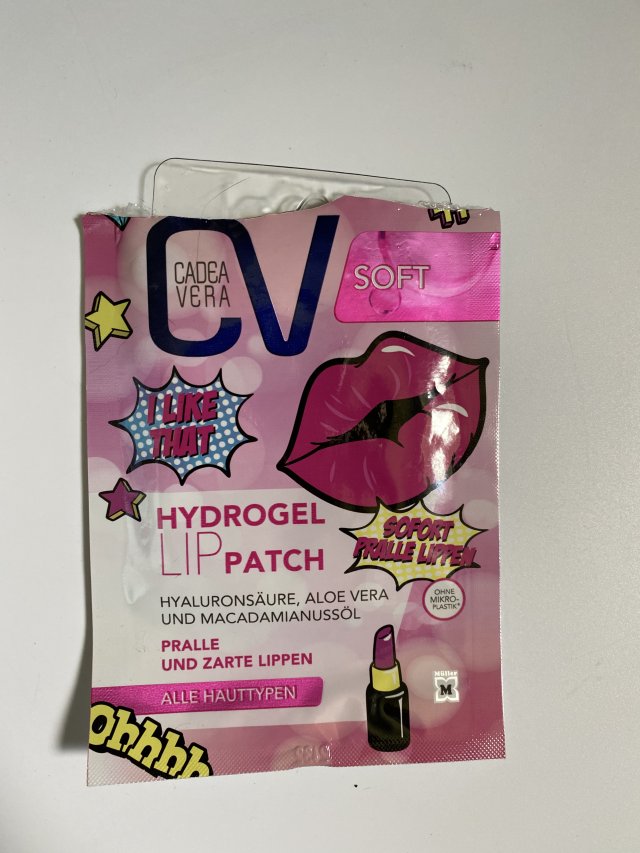 CV
CADEA
VERA
SOFT
I LIKE
THAT
HYDROGEL
LIP PATCH
SOFORT
PRALLE LIPPEN
HYALURONSÄURE, ALOE VERA
UND MACADAMIANUSSÖL
OHNE
MIKRO-
PLASTIK*
PRALLE
UND ZARTE LIPPEN
ALLE HAUTTYPEN
Müller
M
Ohhhhh